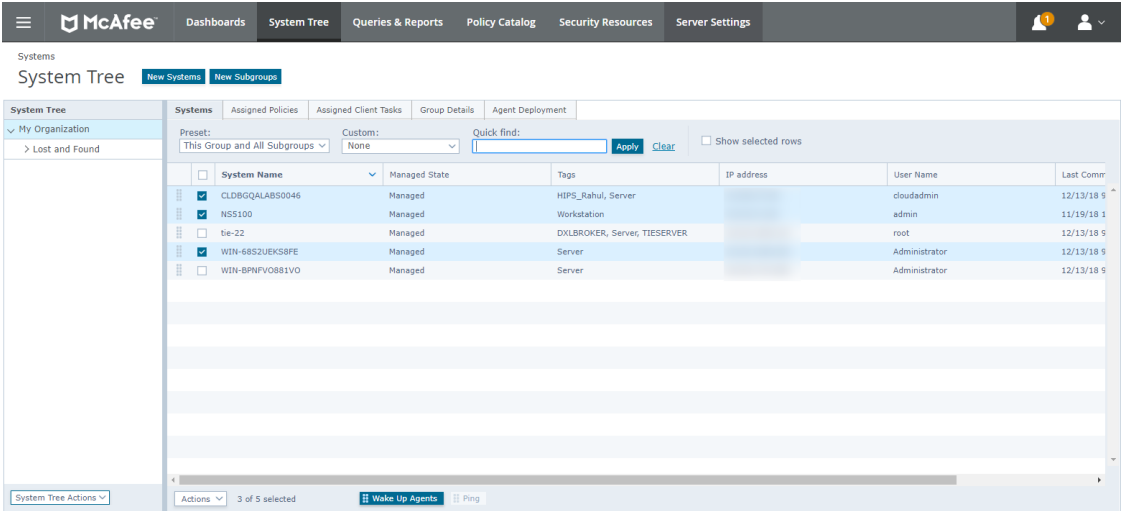 McAfee Dashboards System Tree Queries & Reports Policy Catalog Security Resources Server Settings 1
Systems
System Tree New Systems New Subgroups
System Tree
My Organization
Lost and Found
Systems Assigned Policies Assigned Client Tasks Group Details Agent Deployment
Preset: Custom: Quick find:
This Group and All Subgroups None Apply Clear Show selected rows
System Name Managed State Tags IP address User Name Last Comm
CLDBGQALABS0046 Managed HIPS_Rahul, Server cloudadmin 12/13/18 9
NS5100 Managed Workstation admin 11/19/18 1
tie-22 Managed DXLBROKER, Server, TIESERVER root 12/13/18 9
WIN-68S2UEKS8FE Managed Server Administrator 12/13/18 9
WIN-BPNFVO881VO Managed Server Administrator 12/13/18 9
System Tree Actions Actions 3 of 5 selected Wake Up Agents Ping